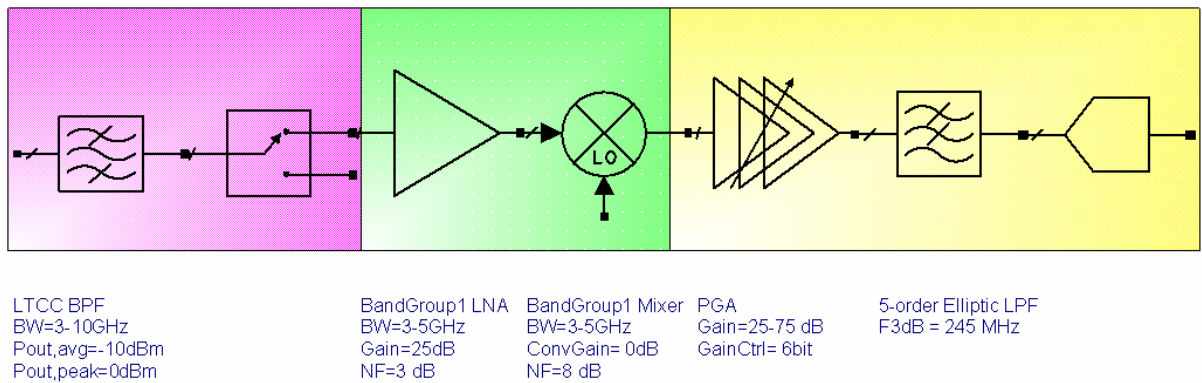 LO
LTCC BPF
BW=3-10GHz
Pout,avg=-10dBm
Pout,peak=0dBm
BandGroup1 LNA
BW=3-5GHz
Gain=25dB
NF=3 dB
BandGroup1 Mixer
BW=3-5GHz
ConvGain= 0dB
NF=8 dB
PGA
Gain=25-75 dB
GainCtrl= 6bit
5-order Elliptic LPF
F3dB = 245 MHz